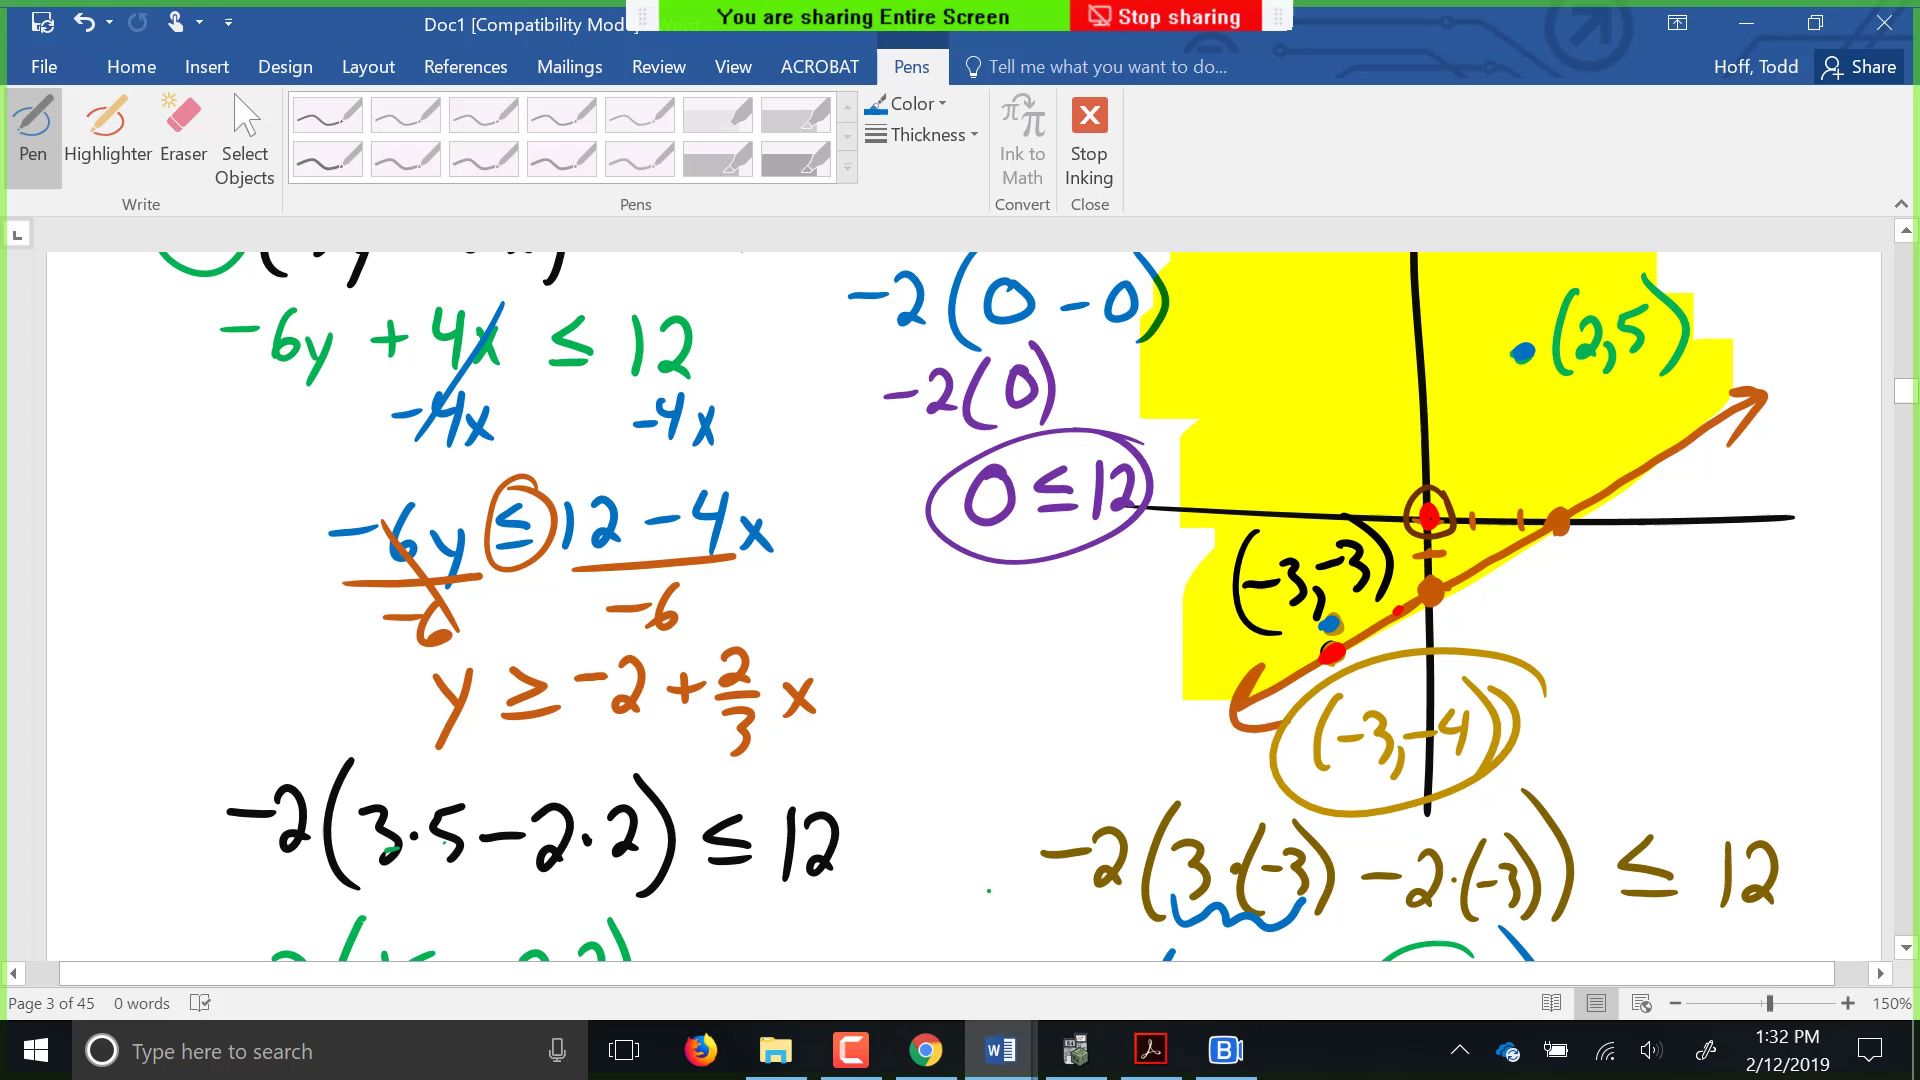 You are sharing Entire Screen
Stop sharing
Doc1 [Compatibility Mod
File
Home
Insert
Design
Layout
References
Mailings
Review
View
ACROBAT
Pens
Tell me what you want to do...
Hoff, Todd
Share
Pen
Highlighter
Eraser
Select Objects
Color
Thickness
Ink to Math
Stop Inking
Write
Pens
Convert
Close
-6y + 4x ≤ 12
-4x -4x
-6y ≤ 12 - 4x
-6 -6
y ≥ -2 + 2/3 x
-2(3·5 - 2·2) ≤ 12
-2(0 - 0)
-2(0)
0 ≤ 12
(2,5)
(-3,-3)
(-3,-4)
-2(3·(-3) - 2·(-3)) ≤ 12
Page 3 of 45
0 words
150%
Type here to search
1:32 PM
2/12/2019